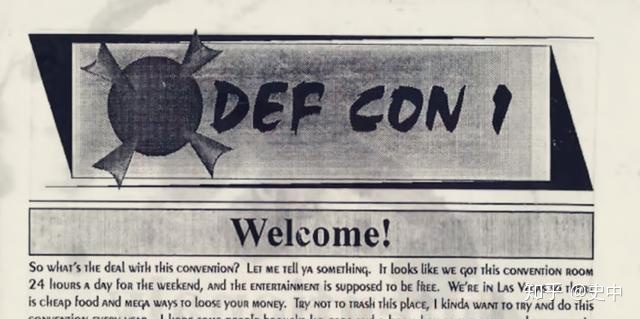 DEF CON 1
Welcome!
So what's the deal with this convention? Let me tell ya something. It looks like we got this convention room
24 hours a day for the weekend, and the entertainment is supposed to be free. We're in Las Vegas so there
is cheap food and mega ways to loose your money. Try not to trash this place, I kinda want to try and do this
知乎 @史中